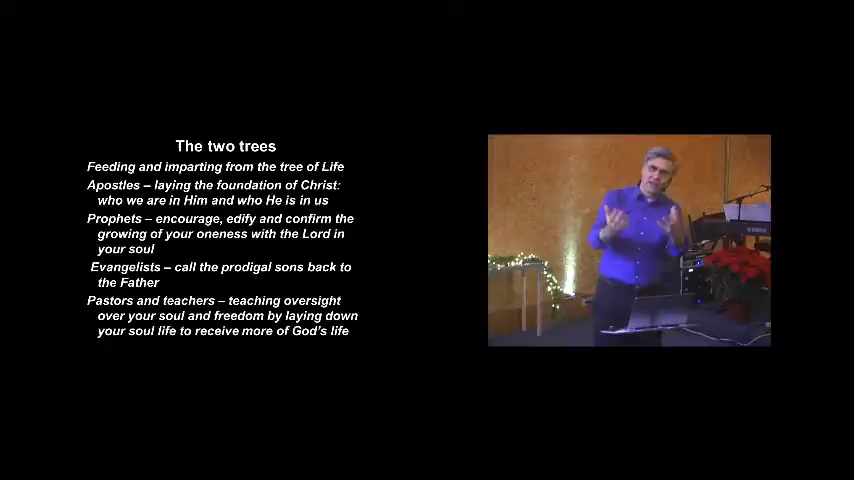 The two trees
Feeding and imparting from the tree of Life
Apostles – laying the foundation of Christ:
who we are in Him and who He is in us
Prophets – encourage, edify and confirm the
growing of your oneness with the Lord in
your soul
Evangelists – call the prodigal sons back to
the Father
Pastors and teachers – teaching oversight
over your soul and freedom by laying down
your soul life to receive more of God's life